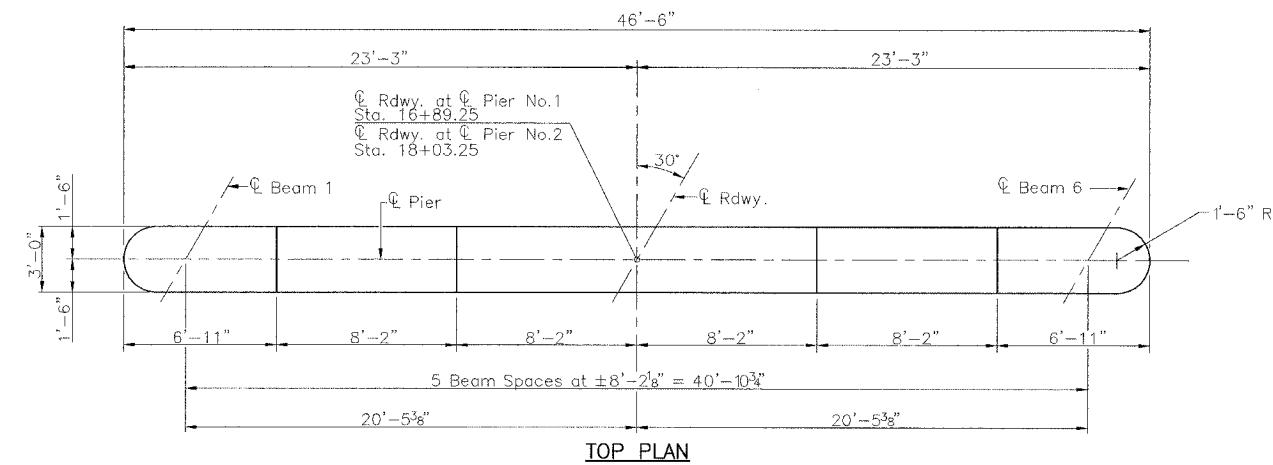 46'-6"
23'-3"
23'-3"
℄ Rdwy. at ℄ Pier No.1
Sta. 16+89.25
℄ Rdwy. at ℄ Pier No.2
Sta. 18+03.25
30°
℄ Beam 1
℄ Pier
℄ Rdwy.
℄ Beam 6
1'-6" R
1'-6"
3'-0"
1'-6"
6'-11"
8'-2"
8'-2"
8'-2"
8'-2"
6'-11"
5 Beam Spaces at ±8'-2⅛" = 40'-10¾"
20'-5⅜"
20'-5⅜"
TOP PLAN